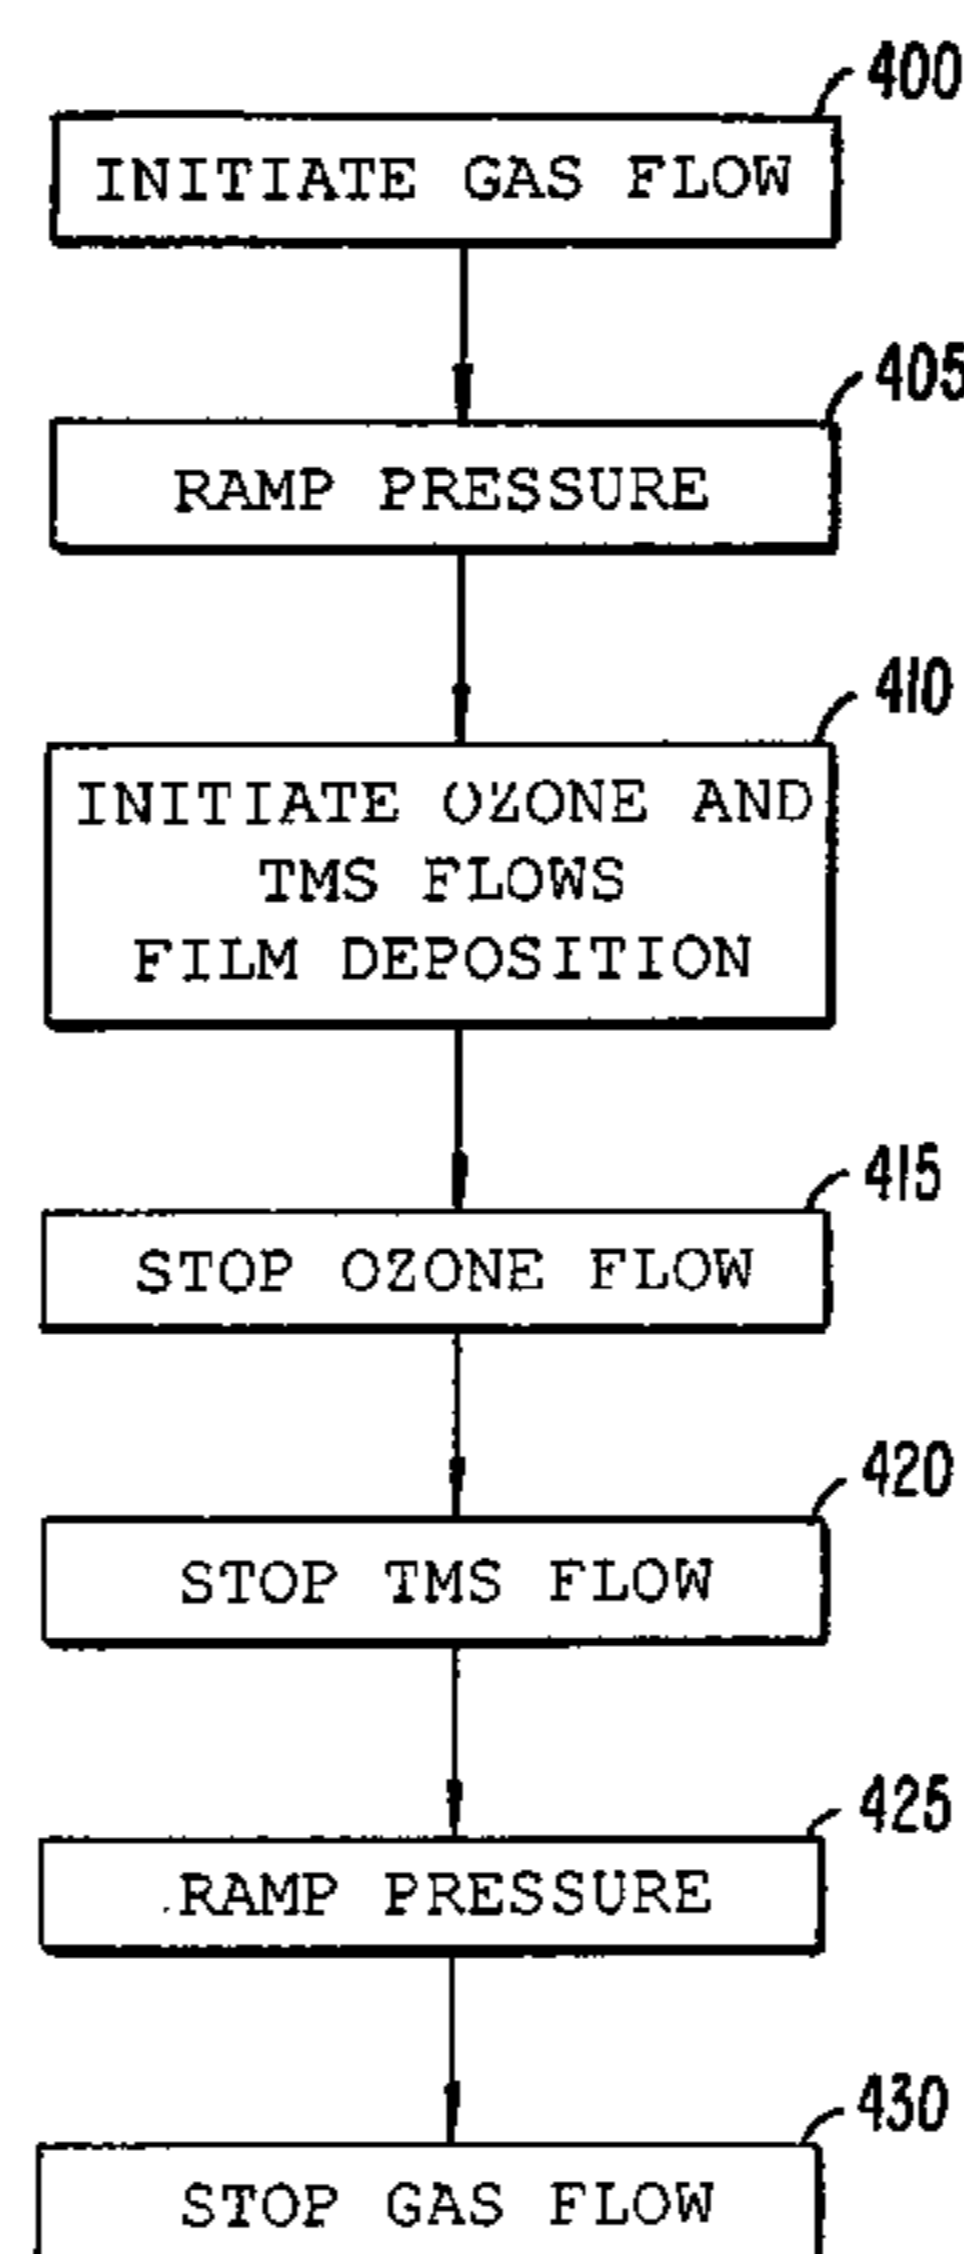 400
INITIATE GAS FLOW
405
RAMP PRESSURE
410
INITIATE OZONE AND
TMS FLOWS
FILM DEPOSITION
415
STOP OZONE FLOW
420
STOP TMS FLOW
425
RAMP PRESSURE
430
STOP GAS FLOW